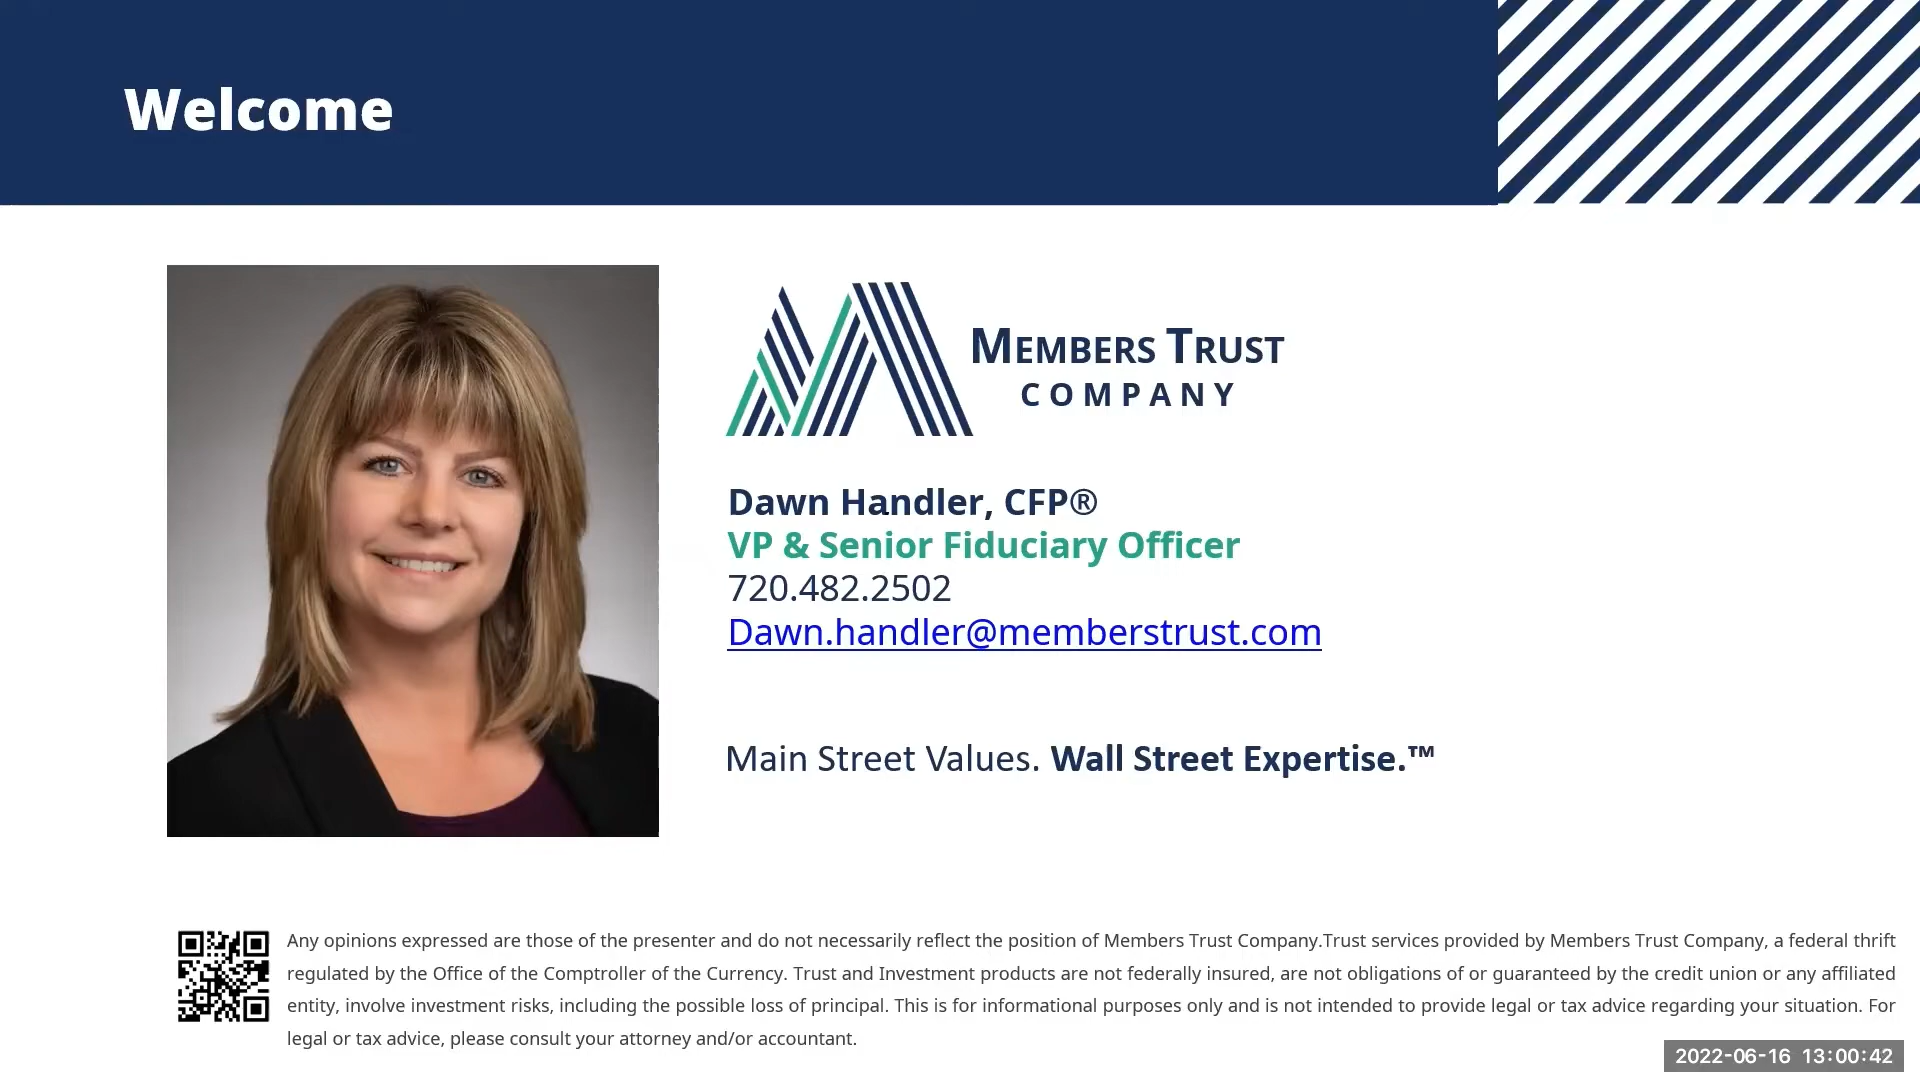 Welcome
MEMBERS TRUST
COMPANY
Dawn Handler, CFP®
VP & Senior Fiduciary Officer
720.482.2502
Dawn.handler@memberstrust.com
Main Street Values. Wall Street Expertise.™
Any opinions expressed are those of the presenter and do not necessarily reflect the position of Members Trust Company.Trust services provided by Members Trust Company, a federal thrift
regulated by the Office of the Comptroller of the Currency. Trust and Investment products are not federally insured, are not obligations of or guaranteed by the credit union or any affiliated
entity, involve investment risks, including the possible loss of principal. This is for informational purposes only and is not intended to provide legal or tax advice regarding your situation. For
legal or tax advice, please consult your attorney and/or accountant.
2022-06-16 13:00:42